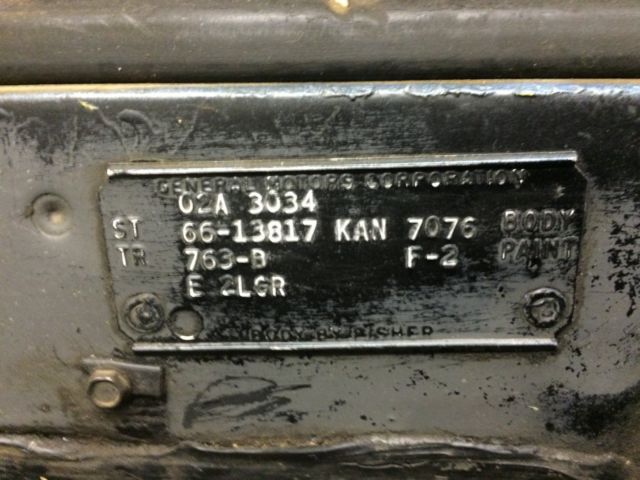 GENERAL MOTORS CORPORATION
02A 3034
ST 66-13817 KAN 7076 BODY
TR 763-B F-2 PAINT
E 2LGR
BODY BY FISHER